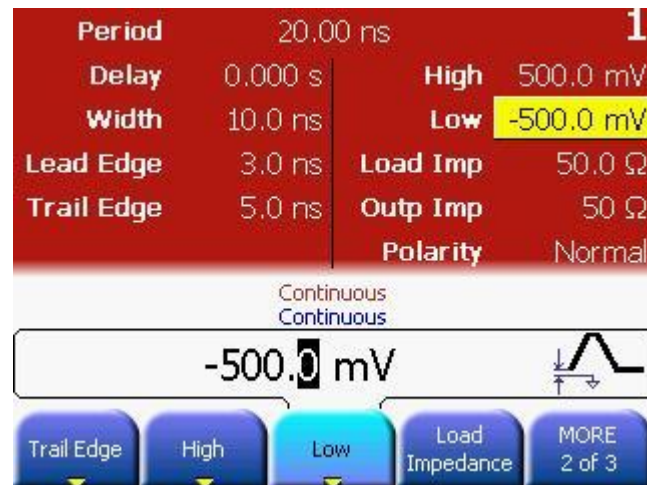 Period 20.00 ns 1
Delay 0.000 s High 500.0 mV
Width 10.0 ns Low -500.0 mV
Lead Edge 3.0 ns Load Imp 50.0 Ω
Trail Edge 5.0 ns Outp Imp 50 Ω
Polarity Normal
Continuous
Continuous
-500.0 mV
Trail Edge High Low Load Impedance MORE 2 of 3